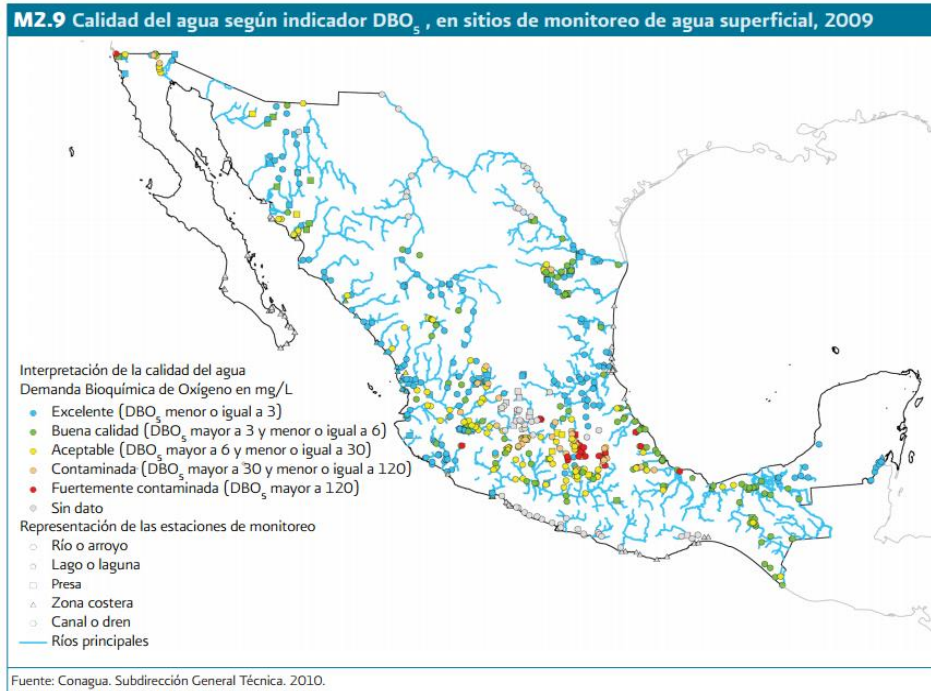 M2.9 Calidad del agua según indicador DBO₅ , en sitios de monitoreo de agua superficial, 2009
Interpretación de la calidad del agua
Demanda Bioquímica de Oxígeno en mg/L
Excelente (DBO₅ menor o igual a 3)
Buena calidad (DBO₅ mayor a 3 y menor o igual a 6)
Aceptable (DBO₅ mayor a 6 y menor o igual a 30)
Contaminada (DBO₅ mayor a 30 y menor o igual a 120)
Fuertemente contaminada (DBO₅ mayor a 120)
Sin dato
Representación de las estaciones de monitoreo
Río o arroyo
Lago o laguna
Presa
Zona costera
Canal o dren
Ríos principales
Fuente: Conagua. Subdirección General Técnica. 2010.